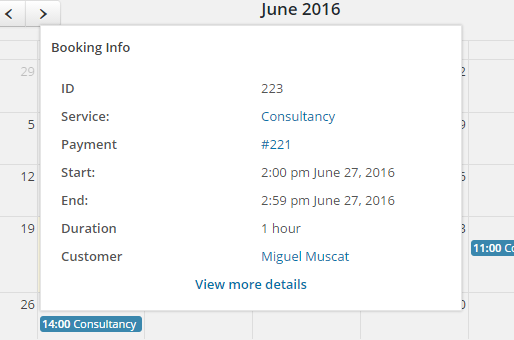 June 2016
Booking Info
29
2
ID 223
Service: Consultancy
5
9
Payment #221
Start: 2:00 pm June 27, 2016
12
6
End: 2:59 pm June 27, 2016
19
Duration 1 hour
3
11:00 Co
Customer Miguel Muscat
View more details
26
0
14:00 Consultancy